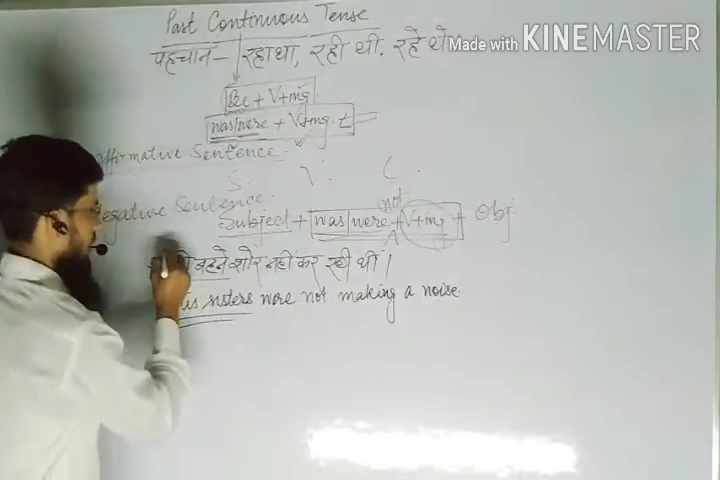 Past Continuous Tense
पहचान- रहा था, रही थी, रहे थे
Made with KINEMASTER
Be + V+ing
was/were + V+ing +
affirmative Sentence
S. V. C.
Negative Sentence
not
Subject + was/were + V+ing + Obj
बहने शोर नहीं कर रही थी।
is sisters were not making a noise.